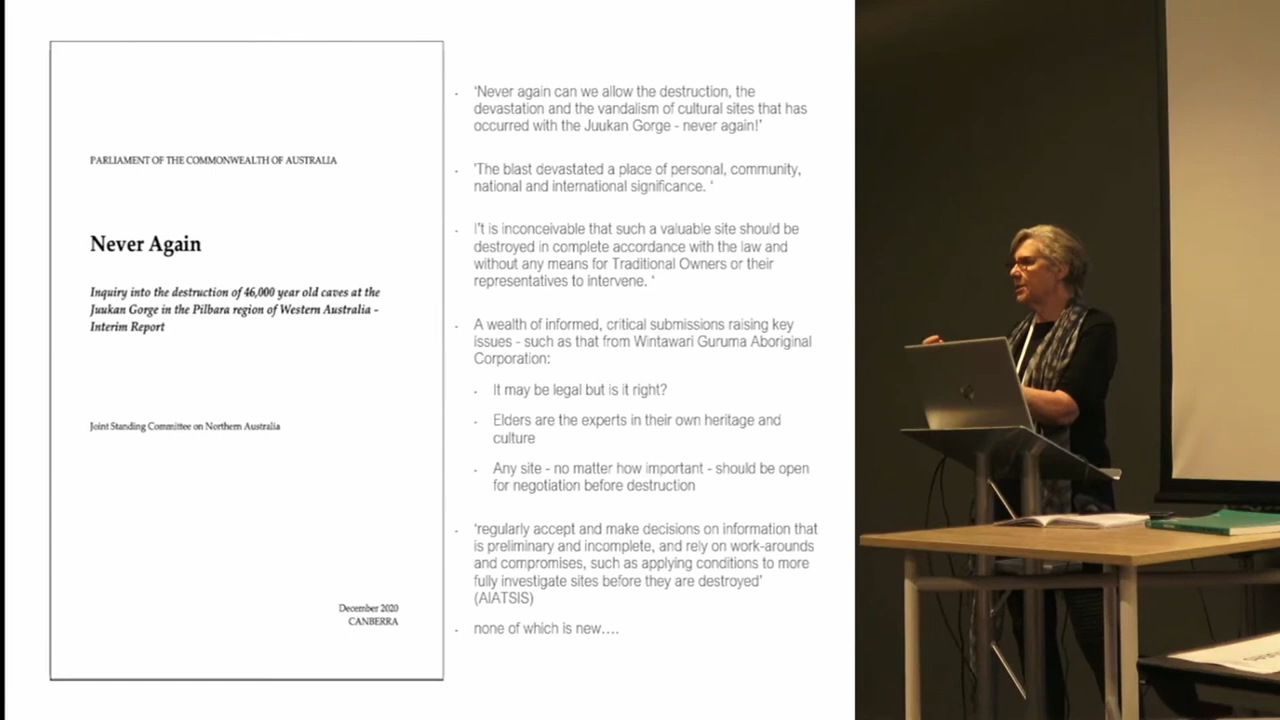 PARLIAMENT OF THE COMMONWEALTH OF AUSTRALIA
Never Again
Inquiry into the destruction of 46,000 year old caves at the
Juukan Gorge in the Pilbara region of Western Australia –
Interim Report
Joint Standing Committee on Northern Australia
December 2020
CANBERRA
'Never again can we allow the destruction, the
devastation and the vandalism of cultural sites that has
occurred with the Juukan Gorge - never again!'
'The blast devastated a place of personal, community,
national and international significance. '
I't is inconceivable that such a valuable site should be
destroyed in complete accordance with the law and
without any means for Traditional Owners or their
representatives to intervene. '
A wealth of informed, critical submissions raising key
issues - such as that from Wintawari Guruma Aboriginal
Corporation:
It may be legal but is it right?
Elders are the experts in their own heritage and
culture
Any site - no matter how important - should be open
for negotiation before destruction
'regularly accept and make decisions on information that
is preliminary and incomplete, and rely on work-arounds
and compromises, such as applying conditions to more
fully investigate sites before they are destroyed'
(AIATSIS)
none of which is new....